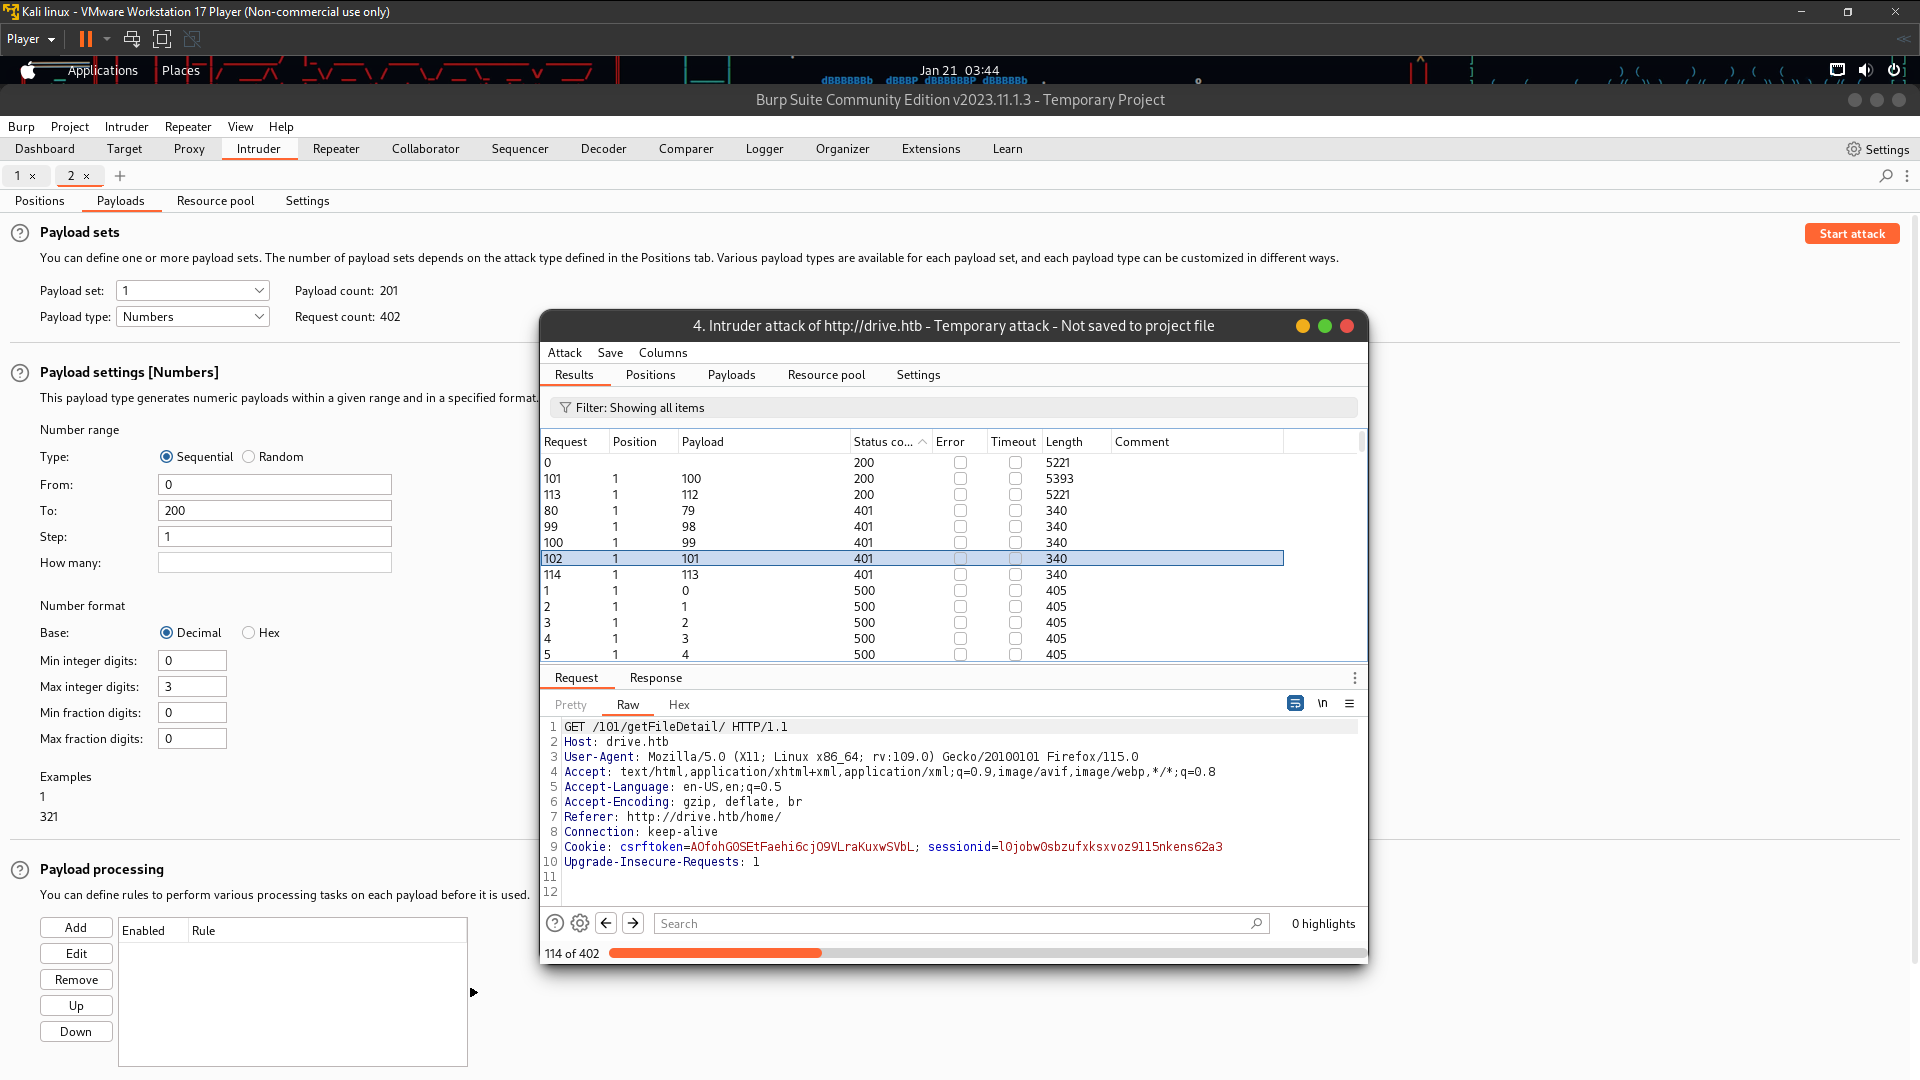 Kali linux - VMware Workstation 17 Player (Non-commercial use only)
Player
Applications Places Jan 21 03:44
Burp Suite Community Edition v2023.11.1.3 - Temporary Project
Burp Project Intruder Repeater View Help
Dashboard Target Proxy Intruder Repeater Collaborator Sequencer Decoder Comparer Logger Organizer Extensions Learn Settings
1 × 2 × +
Positions Payloads Resource pool Settings
? Payload sets Start attack
You can define one or more payload sets. The number of payload sets depends on the attack type defined in the Positions tab. Various payload types are available for each payload set, and each payload type can be customized in different ways.
Payload set: 1 Payload count: 201
Payload type: Numbers Request count: 402
? Payload settings [Numbers]
This payload type generates numeric payloads within a given range and in a specified format.
Number range
Type: Sequential Random
From: 0
To: 200
Step: 1
How many:
Number format
Base: Decimal Hex
Min integer digits: 0
Max integer digits: 3
Min fraction digits: 0
Max fraction digits: 0
Examples
1
321
? Payload processing
You can define rules to perform various processing tasks on each payload before it is used.
Add Enabled Rule
Edit
Remove
Up
Down
4. Intruder attack of http://drive.htb - Temporary attack - Not saved to project file
Attack Save Columns
Results Positions Payloads Resource pool Settings
Filter: Showing all items
Request Position Payload Status co... Error Timeout Length Comment
0 200 5221
101 1 100 200 5393
113 1 112 200 5221
80 1 79 401 340
99 1 98 401 340
100 1 99 401 340
102 1 101 401 340
114 1 113 401 340
1 1 0 500 405
2 1 1 500 405
3 1 2 500 405
4 1 3 500 405
5 1 4 500 405
Request Response
Pretty Raw Hex \n
1 GET /101/getFileDetail/ HTTP/1.1
2 Host: drive.htb
3 User-Agent: Mozilla/5.0 (X11; Linux x86_64; rv:109.0) Gecko/20100101 Firefox/115.0
4 Accept: text/html,application/xhtml+xml,application/xml;q=0.9,image/avif,image/webp,*/*;q=0.8
5 Accept-Language: en-US,en;q=0.5
6 Accept-Encoding: gzip, deflate, br
7 Referer: http://drive.htb/home/
8 Connection: keep-alive
9 Cookie: csrftoken=AOfohG0SEtFaehi6cjO9VLraKuxwSVbL; sessionid=l0jobw0sbzufxksxvoz9l15nkens62a3
10 Upgrade-Insecure-Requests: 1
11
12
? Search 0 highlights
114 of 402